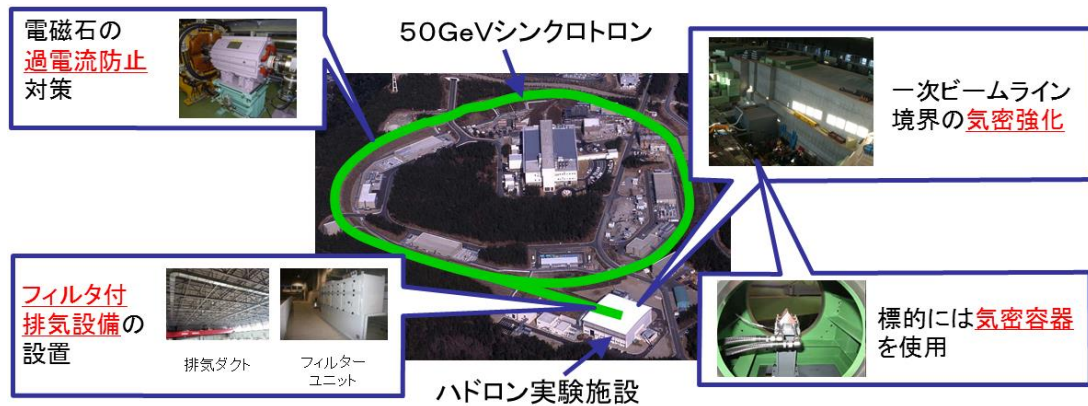 電磁石の
過電流防止
対策
50GeVシンクロトロン
一次ビームライン
境界の気密強化
フィルタ付
排気設備の
設置
排気ダクト
フィルター
ユニット
標的には気密容器
を使用
ハドロン実験施設